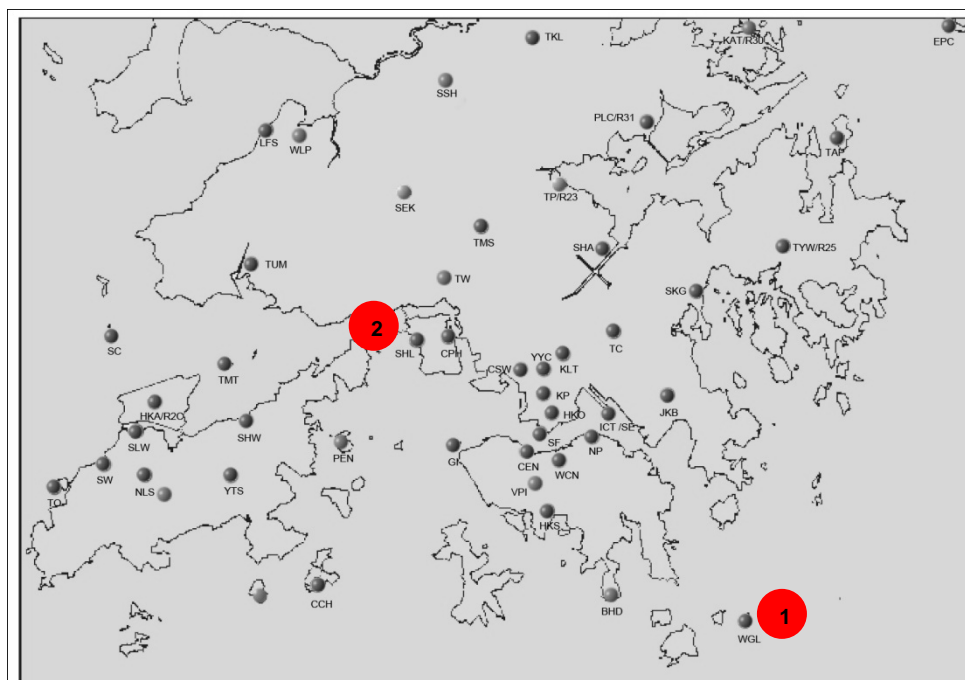 TKL
KAT/R30
EPC
SSH
PLC/R31
LFS
WLP
TAP
SEK
TP/R23
TMS
SHA
TYW/R25
TUM
TW
SKG
2
SC
SHL
CPH
TC
YYC
KLT
CSW
TMT
KP
JKB
HKA/R2O
HKO
ICT /SE
SLW
SHW
SF
NP
PEN
GI
CEN
WCN
SW
NLS
YTS
VPI
TO
HKS
CCH
BHD
1
WGL